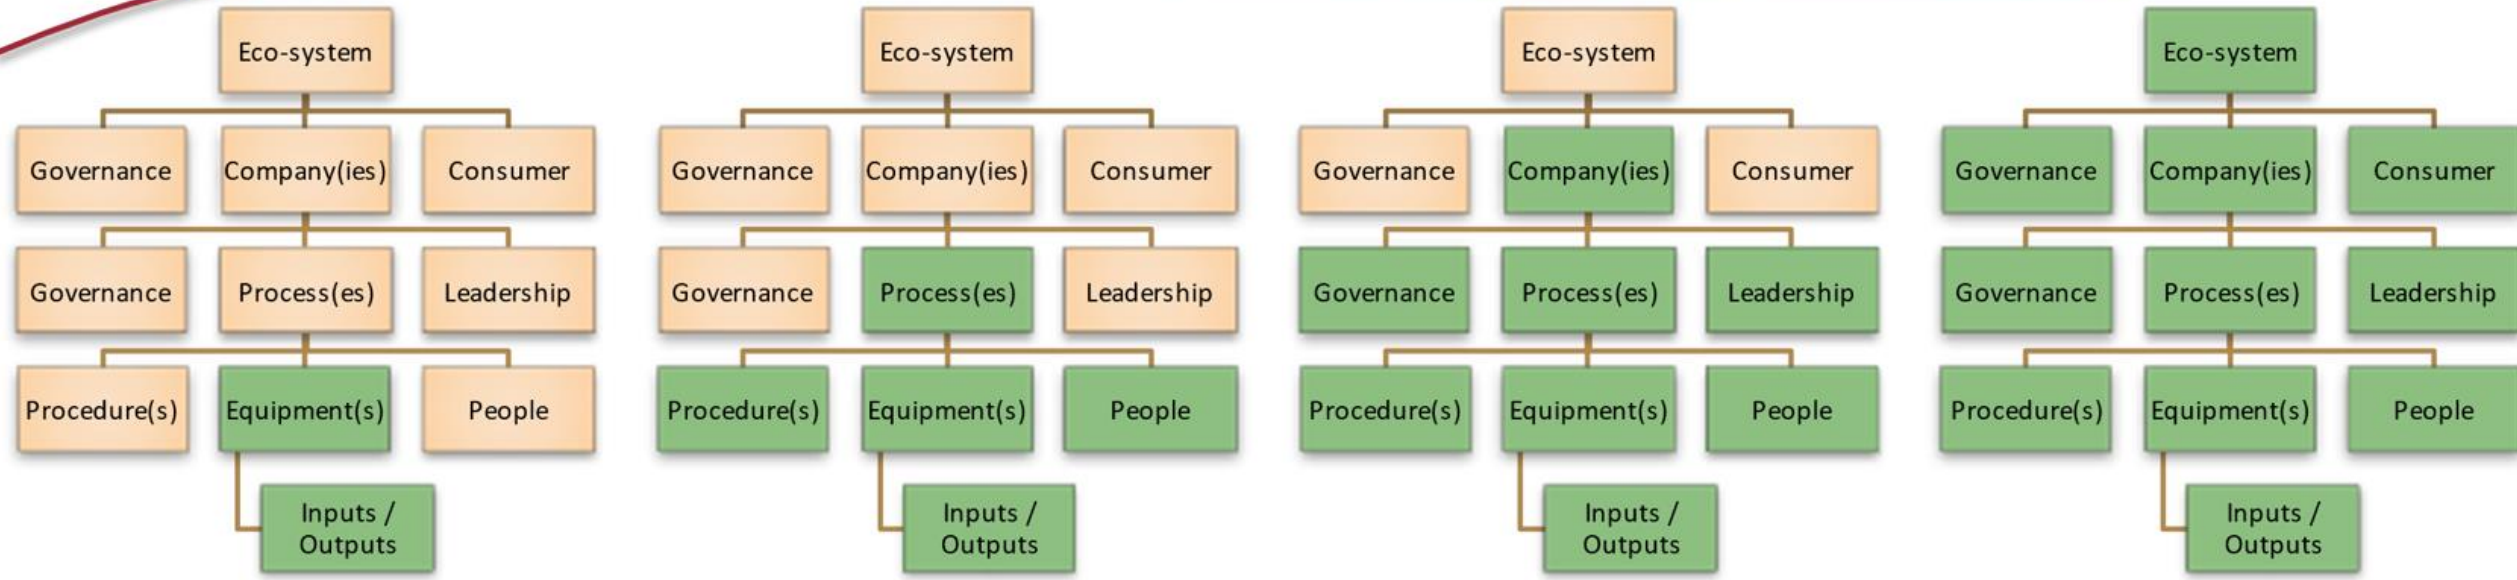 Eco-system
Governance
Company(ies)
Consumer
Governance
Process(es)
Leadership
Procedure(s)
Equipment(s)
People
Inputs /
Outputs
Eco-system
Governance
Company(ies)
Consumer
Governance
Process(es)
Leadership
Procedure(s)
Equipment(s)
People
Inputs /
Outputs
Eco-system
Governance
Company(ies)
Consumer
Governance
Process(es)
Leadership
Procedure(s)
Equipment(s)
People
Inputs /
Outputs
Eco-system
Governance
Company(ies)
Consumer
Governance
Process(es)
Leadership
Procedure(s)
Equipment(s)
People
Inputs /
Outputs